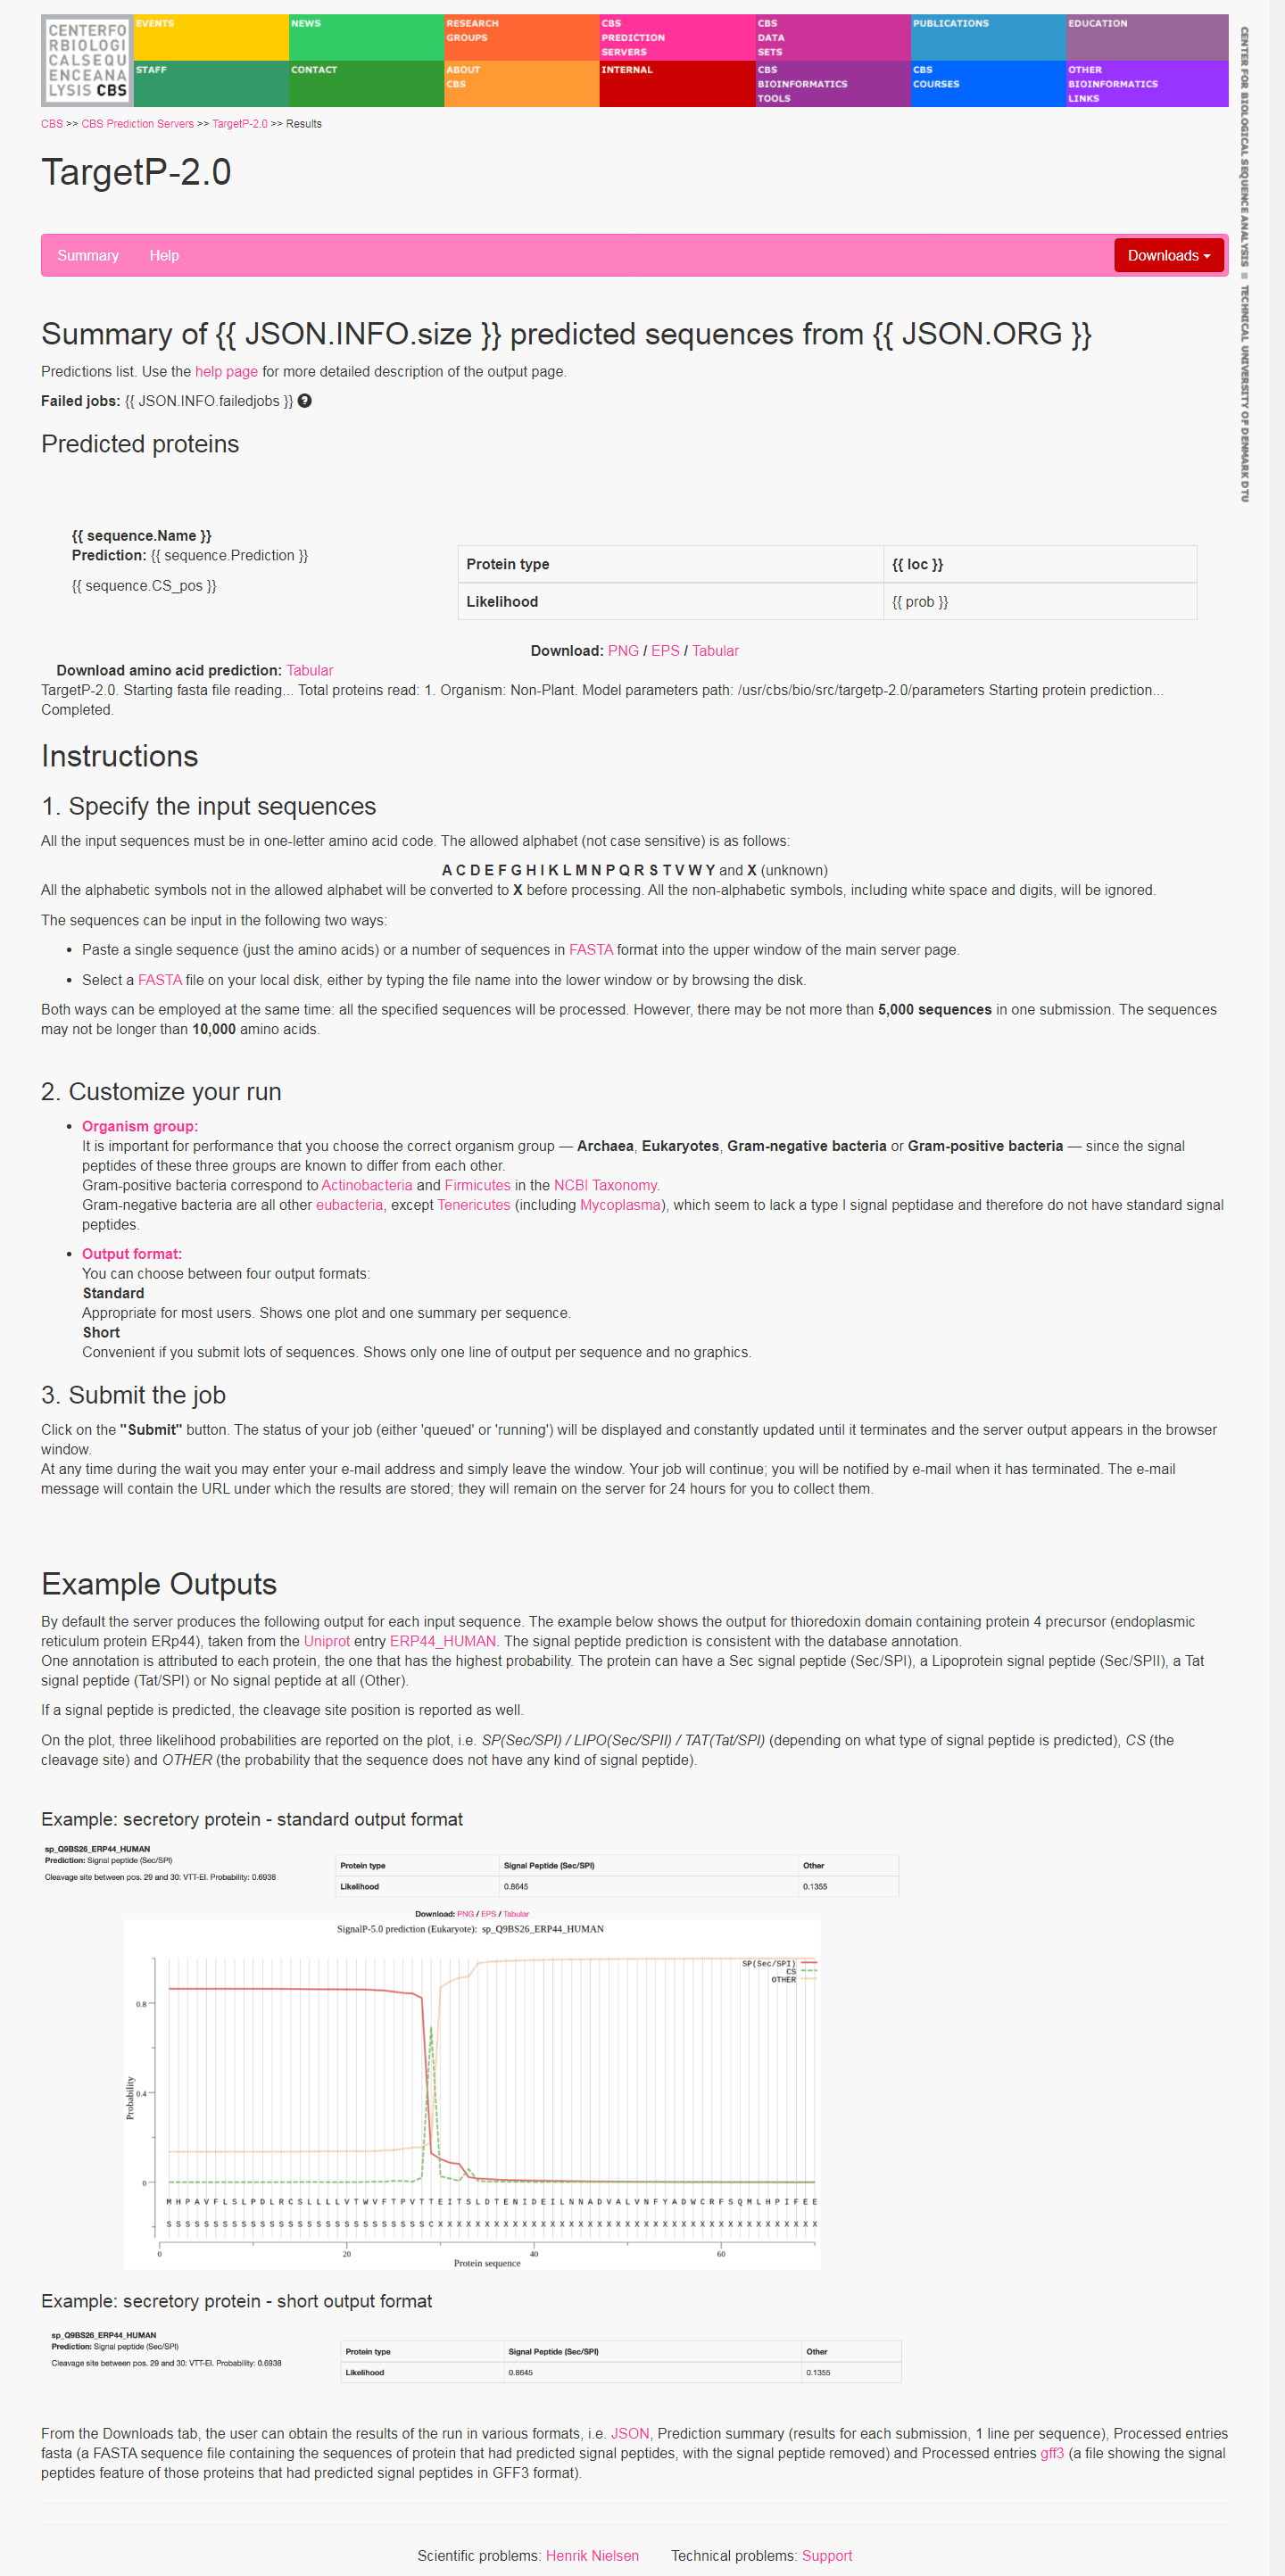 CENTERFO
RBIOLOGI
CALSEQU
ENCEANA
LYSIS CBS
EVENTS
NEWS
RESEARCH
GROUPS
CBS
PREDICTION
SERVERS
CBS
DATA
SETS
PUBLICATIONS
EDUCATION
STAFF
CONTACT
ABOUT
CBS
INTERNAL
CBS
BIOINFORMATICS
TOOLS
CBS
COURSES
OTHER
BIOINFORMATICS
LINKS
CENTER FOR BIOLOGICAL SEQUENCE ANALYSIS ■ TECHNICAL UNIVERSITY OF DENMARK DTU
CBS >> CBS Prediction Servers >> TargetP-2.0 >> Results
TargetP-2.0
Summary Help Downloads
Summary of {{ JSON.INFO.size }} predicted sequences from {{ JSON.ORG }}
Predictions list. Use the help page for more detailed description of the output page.
Failed jobs: {{ JSON.INFO.failedjobs }} ?
Predicted proteins
{{ sequence.Name }}
Prediction: {{ sequence.Prediction }}
{{ sequence.CS_pos }}
Protein type {{ loc }}
Likelihood {{ prob }}
Download: PNG / EPS / Tabular
Download amino acid prediction: Tabular
TargetP-2.0. Starting fasta file reading... Total proteins read: 1. Organism: Non-Plant. Model parameters path: /usr/cbs/bio/src/targetp-2.0/parameters Starting protein prediction...
Completed.
Instructions
1. Specify the input sequences
All the input sequences must be in one-letter amino acid code. The allowed alphabet (not case sensitive) is as follows:
A C D E F G H I K L M N P Q R S T V W Y and X (unknown)
All the alphabetic symbols not in the allowed alphabet will be converted to X before processing. All the non-alphabetic symbols, including white space and digits, will be ignored.
The sequences can be input in the following two ways:
• Paste a single sequence (just the amino acids) or a number of sequences in FASTA format into the upper window of the main server page.
• Select a FASTA file on your local disk, either by typing the file name into the lower window or by browsing the disk.
Both ways can be employed at the same time: all the specified sequences will be processed. However, there may be not more than 5,000 sequences in one submission. The sequences
may not be longer than 10,000 amino acids.
2. Customize your run
• Organism group:
It is important for performance that you choose the correct organism group — Archaea, Eukaryotes, Gram-negative bacteria or Gram-positive bacteria — since the signal
peptides of these three groups are known to differ from each other.
Gram-positive bacteria correspond to Actinobacteria and Firmicutes in the NCBI Taxonomy.
Gram-negative bacteria are all other eubacteria, except Tenericutes (including Mycoplasma), which seem to lack a type I signal peptidase and therefore do not have standard signal
peptides.
• Output format:
You can choose between four output formats:
Standard
Appropriate for most users. Shows one plot and one summary per sequence.
Short
Convenient if you submit lots of sequences. Shows only one line of output per sequence and no graphics.
3. Submit the job
Click on the "Submit" button. The status of your job (either 'queued' or 'running') will be displayed and constantly updated until it terminates and the server output appears in the browser
window.
At any time during the wait you may enter your e-mail address and simply leave the window. Your job will continue; you will be notified by e-mail when it has terminated. The e-mail
message will contain the URL under which the results are stored; they will remain on the server for 24 hours for you to collect them.
Example Outputs
By default the server produces the following output for each input sequence. The example below shows the output for thioredoxin domain containing protein 4 precursor (endoplasmic
reticulum protein ERp44), taken from the Uniprot entry ERP44_HUMAN. The signal peptide prediction is consistent with the database annotation.
One annotation is attributed to each protein, the one that has the highest probability. The protein can have a Sec signal peptide (Sec/SPI), a Lipoprotein signal peptide (Sec/SPII), a Tat
signal peptide (Tat/SPI) or No signal peptide at all (Other).
If a signal peptide is predicted, the cleavage site position is reported as well.
On the plot, three likelihood probabilities are reported on the plot, i.e. SP(Sec/SPI) / LIPO(Sec/SPII) / TAT(Tat/SPI) (depending on what type of signal peptide is predicted), CS (the
cleavage site) and OTHER (the probability that the sequence does not have any kind of signal peptide).
Example: secretory protein - standard output format
sp_Q9BS26_ERP44_HUMAN
Prediction: Signal peptide (Sec/SPI)
Cleavage site between pos. 29 and 30: VTT-EI. Probability: 0.6938
Protein type Signal Peptide (Sec/SPI) Other
Likelihood 0.8645 0.1355
Download: PNG / EPS / Tabular
SignalP-5.0 prediction (Eukaryote): sp_Q9BS26_ERP44_HUMAN
SP(Sec/SPI)
CS
OTHER
Probability
0.8
0.4
0
M H P A V F L S L P D L R C S L L L L V T W V F T P V T T E I T S L D T E N I D E I L N N A D V A L V N F Y A D W C R F S Q M L H P I F E E
S S S S S S S S S S S S S S S S S S S S S S S S S S S S C X X X X X X X X X X X X X X X X X X X X X X X X X X X X X X X X X X X X X X X X X
0 20 40 60
Protein sequence
Example: secretory protein - short output format
sp_Q9BS26_ERP44_HUMAN
Prediction: Signal peptide (Sec/SPI)
Cleavage site between pos. 29 and 30: VTT-EI. Probability: 0.6938
Protein type Signal Peptide (Sec/SPI) Other
Likelihood 0.8645 0.1355
From the Downloads tab, the user can obtain the results of the run in various formats, i.e. JSON, Prediction summary (results for each submission, 1 line per sequence), Processed entries
fasta (a FASTA sequence file containing the sequences of protein that had predicted signal peptides, with the signal peptide removed) and Processed entries gff3 (a file showing the signal
peptides feature of those proteins that had predicted signal peptides in GFF3 format).
Scientific problems: Henrik Nielsen Technical problems: Support